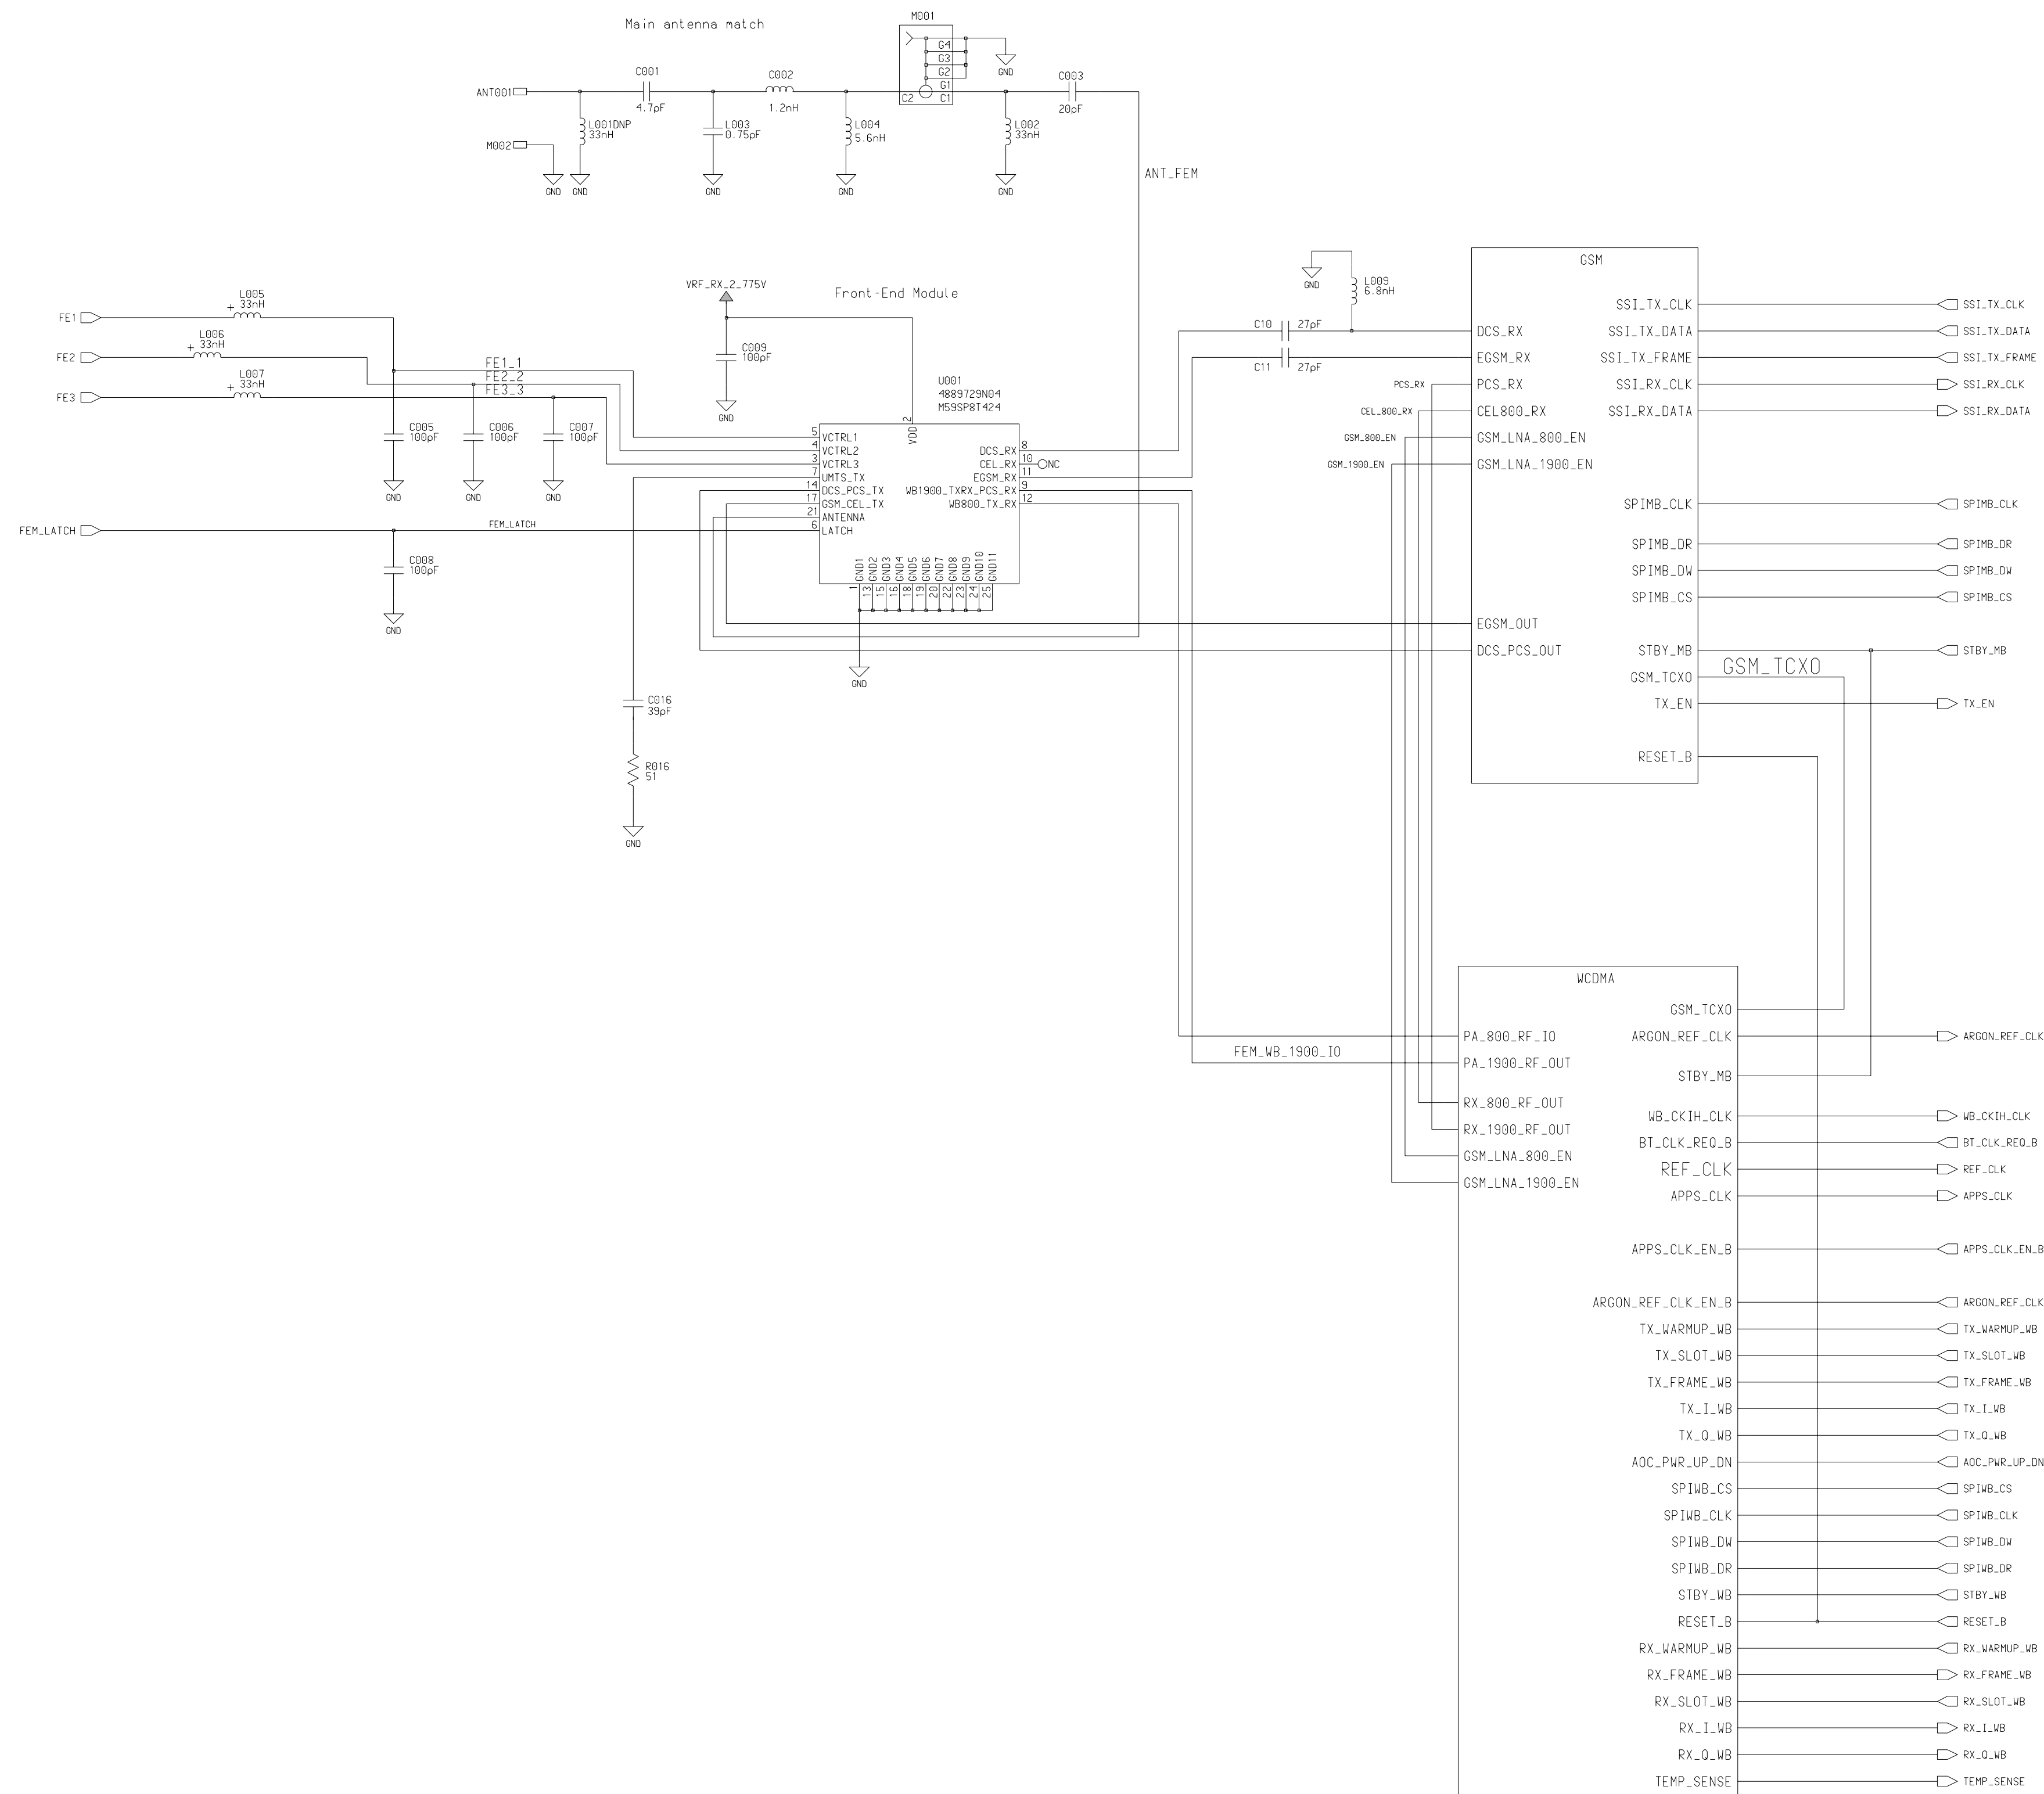 Main antenna match
M001
G4
G3
G2
G1
C2
C1
GND
ANT001
C001
4.7pF
C002
1.2nH
C003
20pF
L001DNP
33nH
L003
0.75pF
L004
5.6nH
L002
33nH
M002
GND
GND
GND
GND
GND
ANT_FEM
FE1
L005
+ 33nH
FE2
L006
+ 33nH
FE3
L007
+ 33nH
FE1_1
FE2_2
FE3_3
C005
100pF
C006
100pF
C007
100pF
GND
GND
GND
FEM_LATCH
FEM_LATCH
C008
100pF
GND
VRF_RX_2_775V
Front-End Module
C009
100pF
GND
U001
4889729N04
M59SP8T424
2
VDD
5 VCTRL1
4 VCTRL2
3 VCTRL3
7 UMTS_TX
14 DCS_PCS_TX
17 GSM_CEL_TX
21 ANTENNA
6 LATCH
DCS_RX 8
CEL_RX 10 NC
EGSM_RX 11
WB1900_TXRX_PCS_RX 9
WB800_TX_RX 12
GND1
GND2
GND3
GND4
GND5
GND6
GND7
GND8
GND9
GND10
GND11
1
13
15
16
18
19
20
22
23
24
25
GND
C016
39pF
R016
51
GND
GND
L009
6.8nH
C10
27pF
C11
27pF
PCS_RX
CEL_800_RX
GSM_800_EN
GSM_1900_EN
GSM
DCS_RX
EGSM_RX
PCS_RX
CEL800_RX
GSM_LNA_800_EN
GSM_LNA_1900_EN
EGSM_OUT
DCS_PCS_OUT
SSI_TX_CLK
SSI_TX_DATA
SSI_TX_FRAME
SSI_RX_CLK
SSI_RX_DATA
SPIMB_CLK
SPIMB_DR
SPIMB_DW
SPIMB_CS
STBY_MB
GSM_TCXO
TX_EN
RESET_B
GSM_TCXO
SSI_TX_CLK
SSI_TX_DATA
SSI_TX_FRAME
SSI_RX_CLK
SSI_RX_DATA
SPIMB_CLK
SPIMB_DR
SPIMB_DW
SPIMB_CS
STBY_MB
TX_EN
FEM_WB_1900_IO
WCDMA
PA_800_RF_IO
PA_1900_RF_OUT
RX_800_RF_OUT
RX_1900_RF_OUT
GSM_LNA_800_EN
GSM_LNA_1900_EN
GSM_TCXO
ARGON_REF_CLK
STBY_MB
WB_CKIH_CLK
BT_CLK_REQ_B
REF_CLK
APPS_CLK
APPS_CLK_EN_B
ARGON_REF_CLK_EN_B
TX_WARMUP_WB
TX_SLOT_WB
TX_FRAME_WB
TX_I_WB
TX_Q_WB
AOC_PWR_UP_DN
SPIWB_CS
SPIWB_CLK
SPIWB_DW
SPIWB_DR
STBY_WB
RESET_B
RX_WARMUP_WB
RX_FRAME_WB
RX_SLOT_WB
RX_I_WB
RX_Q_WB
TEMP_SENSE
ARGON_REF_CLK
WB_CKIH_CLK
BT_CLK_REQ_B
REF_CLK
APPS_CLK
APPS_CLK_EN_B
ARGON_REF_CLK
TX_WARMUP_WB
TX_SLOT_WB
TX_FRAME_WB
TX_I_WB
TX_Q_WB
AOC_PWR_UP_DN
SPIWB_CS
SPIWB_CLK
SPIWB_DW
SPIWB_DR
STBY_WB
RESET_B
RX_WARMUP_WB
RX_FRAME_WB
RX_SLOT_WB
RX_I_WB
RX_Q_WB
TEMP_SENSE